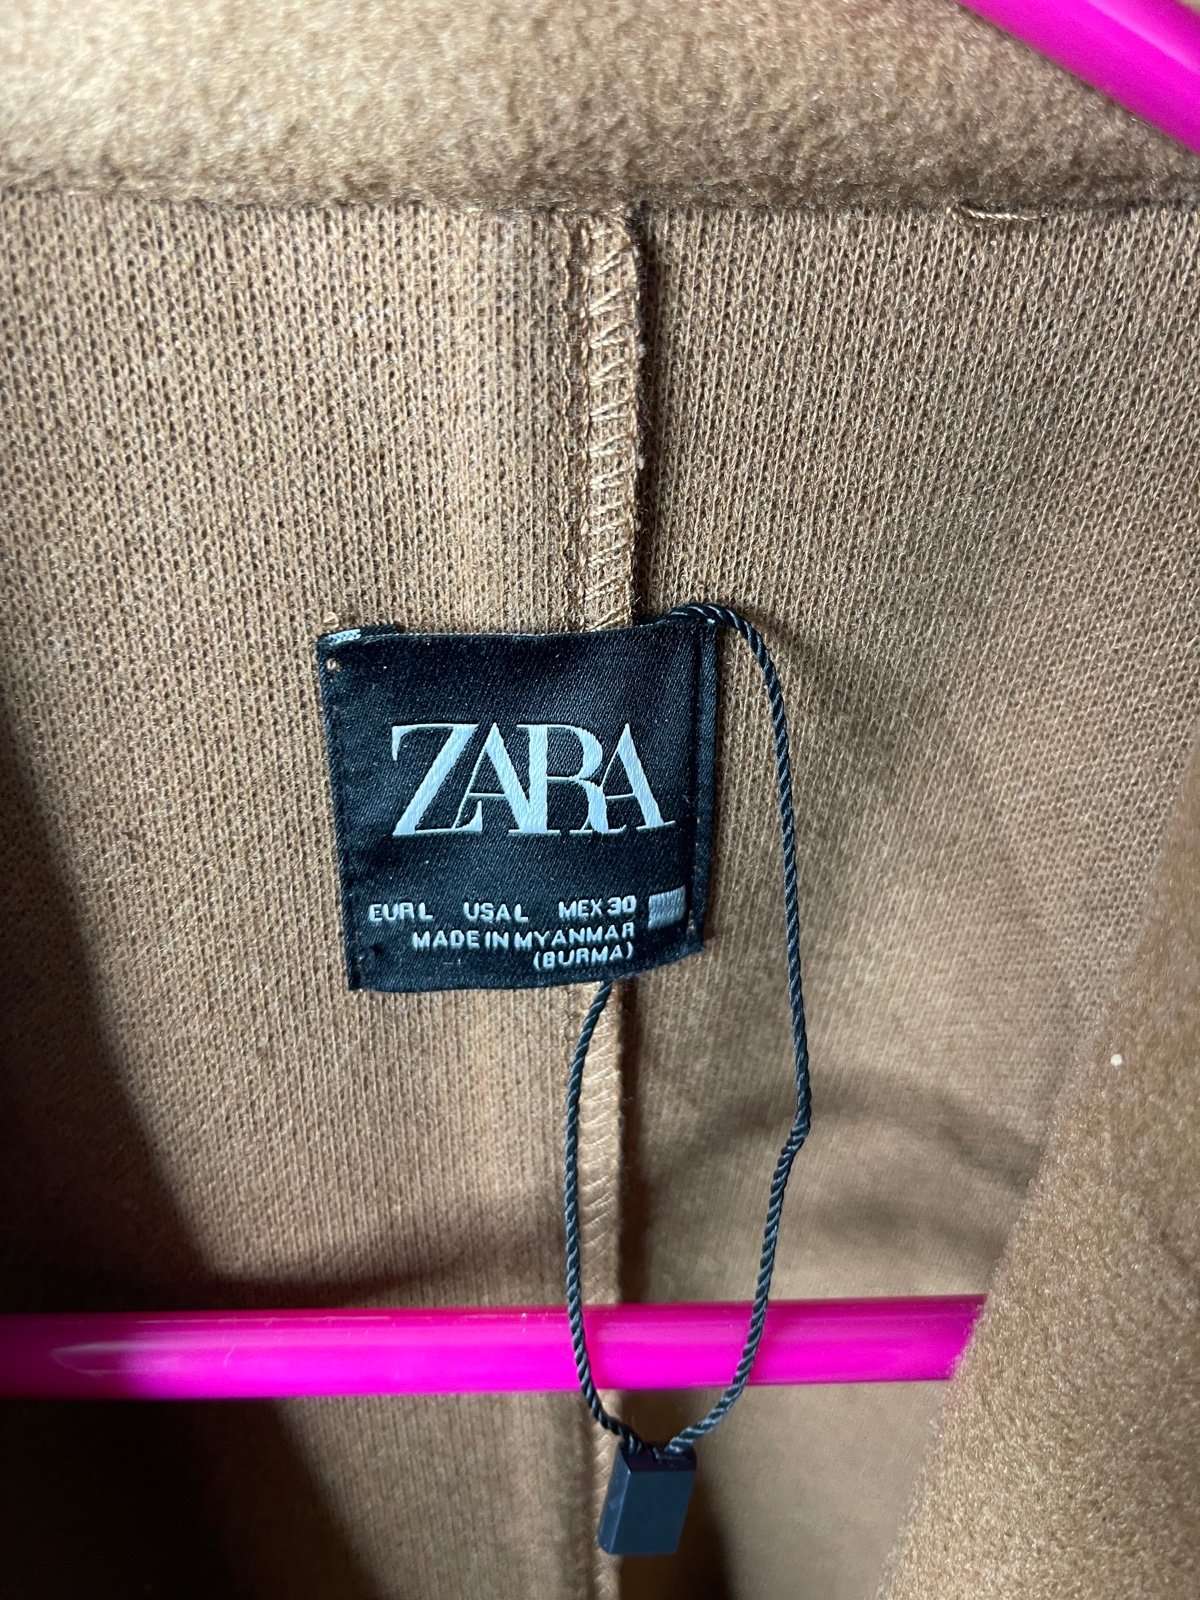 ZARA
EUR L USA L MEX 30
MADE IN MYANMAR
(BURMA)